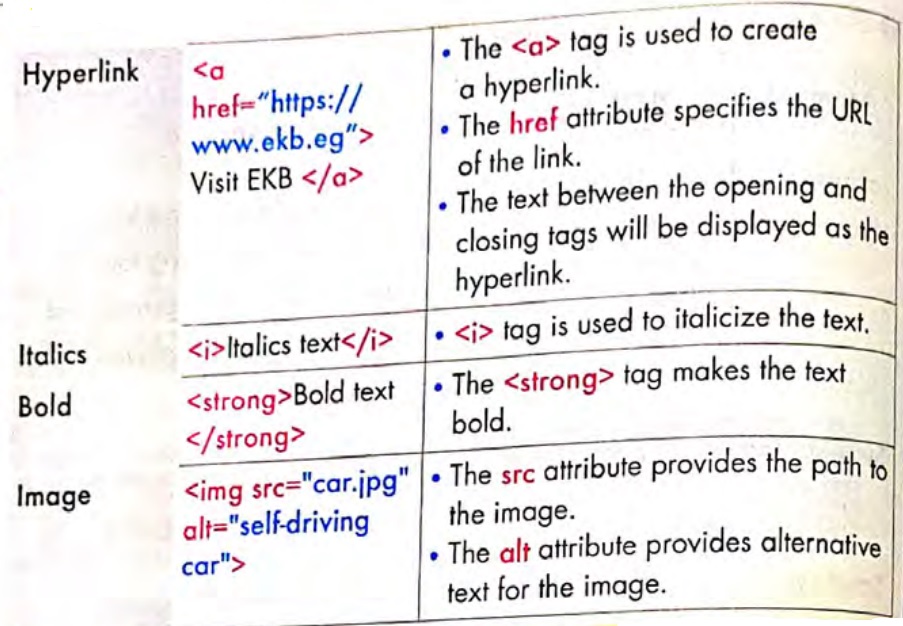 Hyperlink
<a
href="https://
www.ekb.eg">
Visit EKB </a>
• The <a> tag is used to create
a hyperlink.
• The href attribute specifies the URL
of the link.
• The text between the opening and
closing tags will be displayed as the
hyperlink.
Italics
<i>Italics text</i>
• <i> tag is used to italicize the text.
Bold
<strong>Bold text
</strong>
• The <strong> tag makes the text
bold.
Image
<img src="car.jpg"
alt="self-driving
car">
• The src attribute provides the path to
the image.
• The alt attribute provides alternative
text for the image.